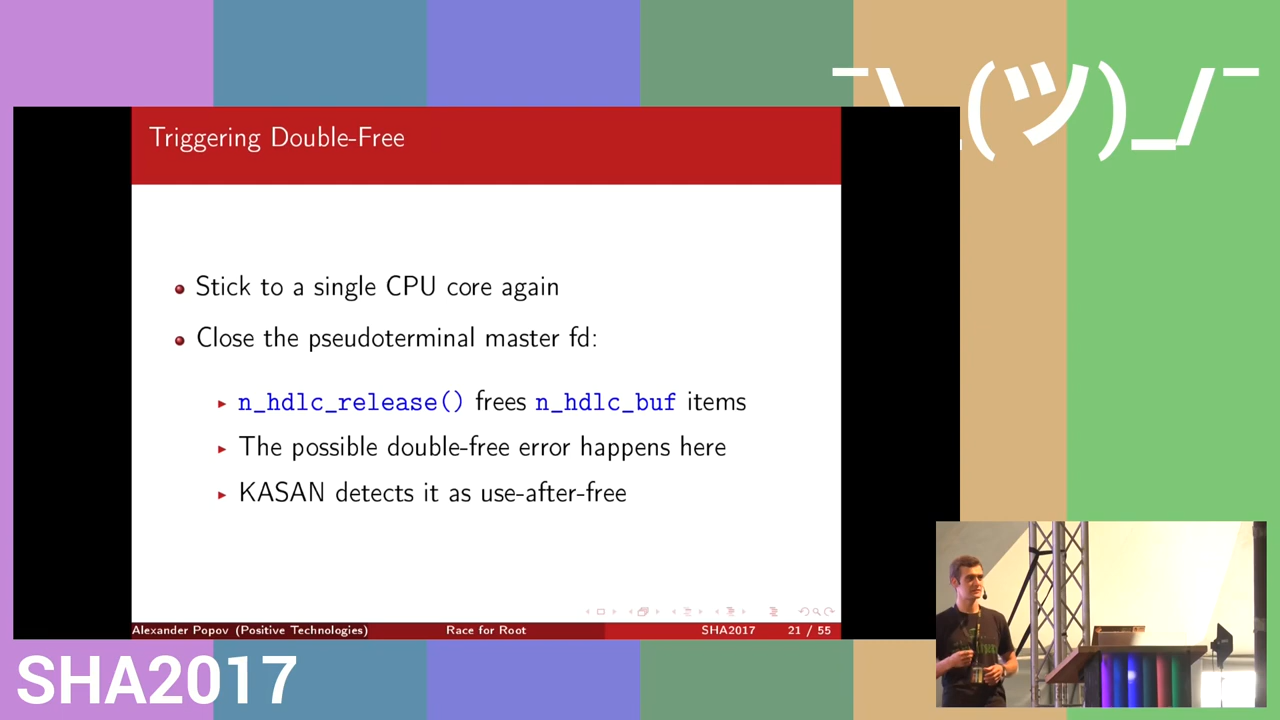 ¯\_(ツ)_/¯
Triggering Double-Free
Stick to a single CPU core again
Close the pseudoterminal master fd:
n_hdlc_release() frees n_hdlc_buf items
The possible double-free error happens here
KASAN detects it as use-after-free
Alexander Popov (Positive Technologies) Race for Root SHA2017 21 / 55
SHA2017